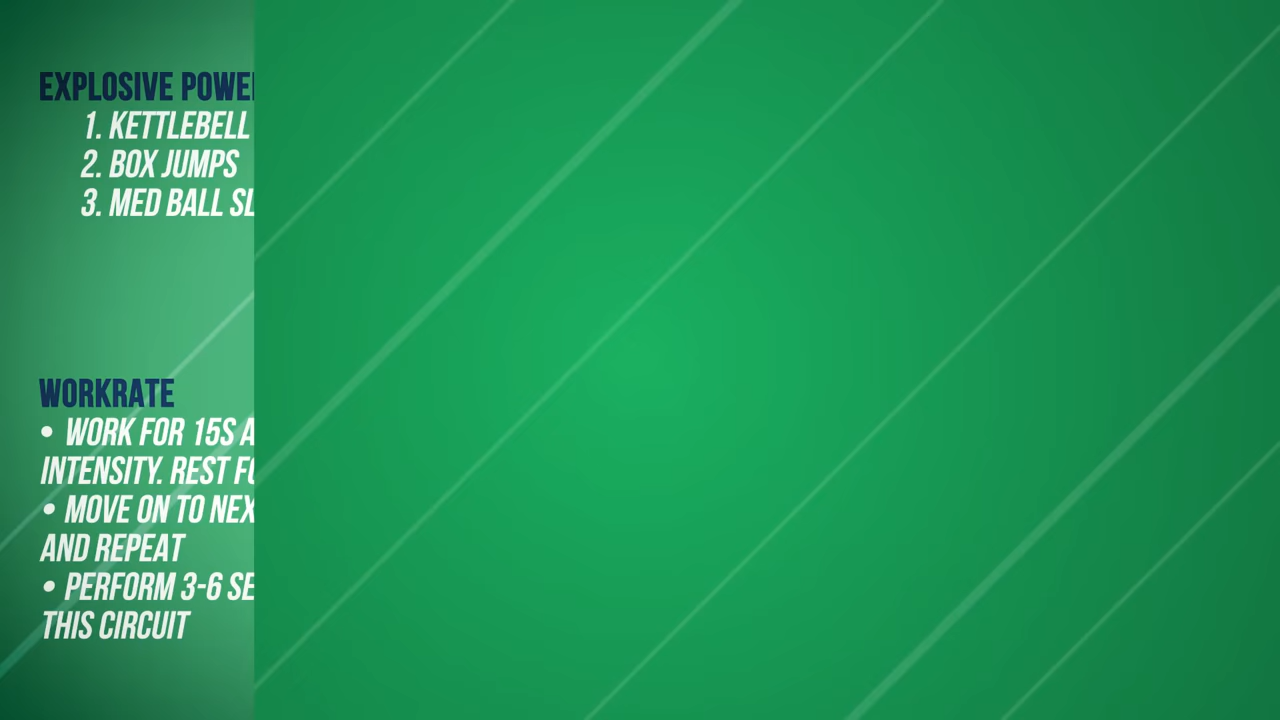 EXPLOSIVE POWE
1. KETTLEBELL
2. BOX JUMPS
3. MED BALL SL
WORKRATE
• WORK FOR 15S A
INTENSITY. REST FO
• MOVE ON TO NEX
AND REPEAT
• PERFORM 3-6 SE
THIS CIRCUIT